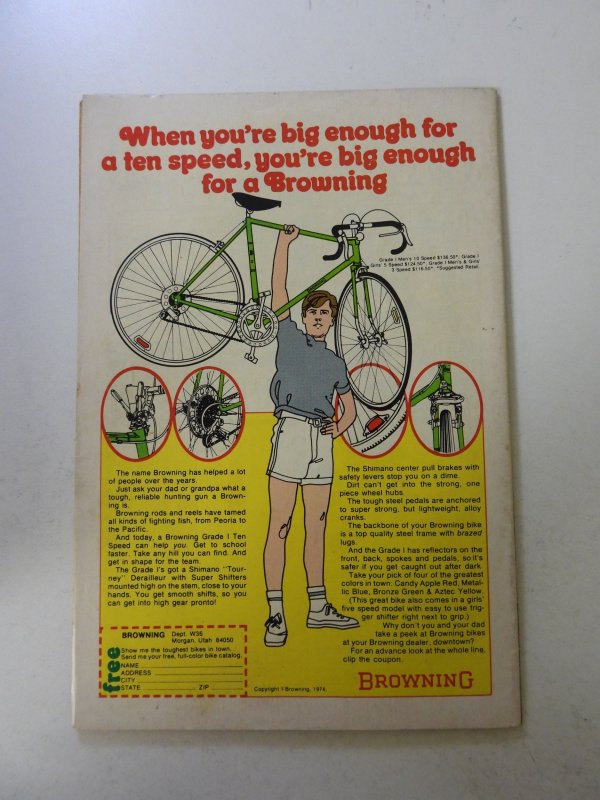 When you're big enough for
a ten speed, you're big enough
for a Browning
Grade I Men's 10 Speed $136.50*, Grade I
Girls' 5 Speed $124.50*, Grade I Men's & Girls'
3 Speed $116.50*. *Suggested Retail.
The name Browning has helped a lot
of people over the years.
Just ask your dad or grandpa what a
tough, reliable hunting gun a Brown-
ing is.
Browning rods and reels have tamed
all kinds of fighting fish, from Peoria to
the Pacific.
And today, a Browning Grade I Ten
Speed can help you. Get to school
faster. Take any hill you can find. And
get in shape for the team.
The Grade I's got a Shimano "Tour-
ney" Derailleur with Super Shifters
mounted high on the stem, close to your
hands. You get smooth shifts, so you
can get into high gear pronto!
The Shimano center pull brakes with
safety levers stop you on a dime.
Dirt can't get into the strong, one
piece wheel hubs.
The tough steel pedals are anchored
to super strong, but lightweight, alloy
cranks.
The backbone of your Browning bike
is a top quality steel frame with brazed
lugs.
And the Grade I has reflectors on the
front, back, spokes and pedals, so it's
safer if you get caught out after dark.
Take your pick of four of the greatest
colors in town: Candy Apple Red, Metal-
lic Blue, Bronze Green & Aztec Yellow.
(This great bike also comes in a girls'
five speed model with easy to use trig-
ger shifter right next to grip.)
Why don't you and your dad
take a peek at Browning bikes
at your Browning dealer, downtown?
For an advance look at the whole line,
clip the coupon.
BROWNING Dept. W36
Morgan, Utah 84050
free
Show me the toughest bikes in town.
Send me your free, full-color bike catalog.
NAME
ADDRESS
CITY
STATE ZIP
Copyright © Browning, 1974.
BROWNING